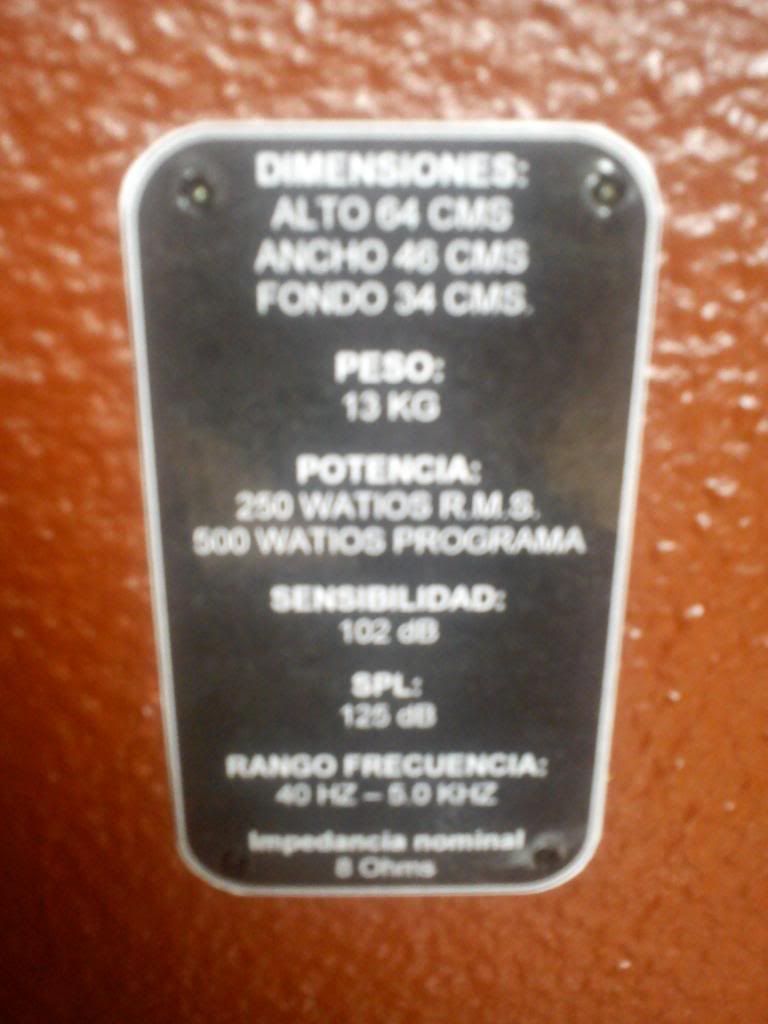 DIMENSIONES:
ALTO 64 CMS
ANCHO 46 CMS
FONDO 34 CMS.
PESO:
13 KG
POTENCIA:
250 WATIOS R.M.S.
500 WATIOS PROGRAMA
SENSIBILIDAD:
102 dB
SPL:
125 dB
RANGO FRECUENCIA:
40 HZ – 5.0 KHZ
Impedancia nominal
8 Ohms